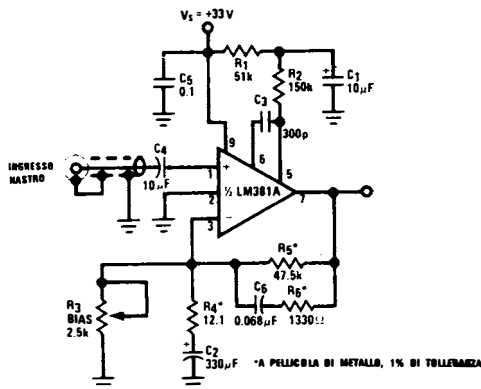 V_S = +33 V
R1
51k
R2
150k
C1
10µF
+
C5
0.1
C3
300p
9
6
5
INGRESSO
NASTRO
C4
10µF
1
+
½ LM381A
7
2
3
−
R5*
47.5k
C6
0.068µF
R6*
1330Ω
R3
BIAS
2.5k
R4*
12.1
+
C2
330µF
*A PELLICOLA DI METALLO, 1% DI TOLLERANZA